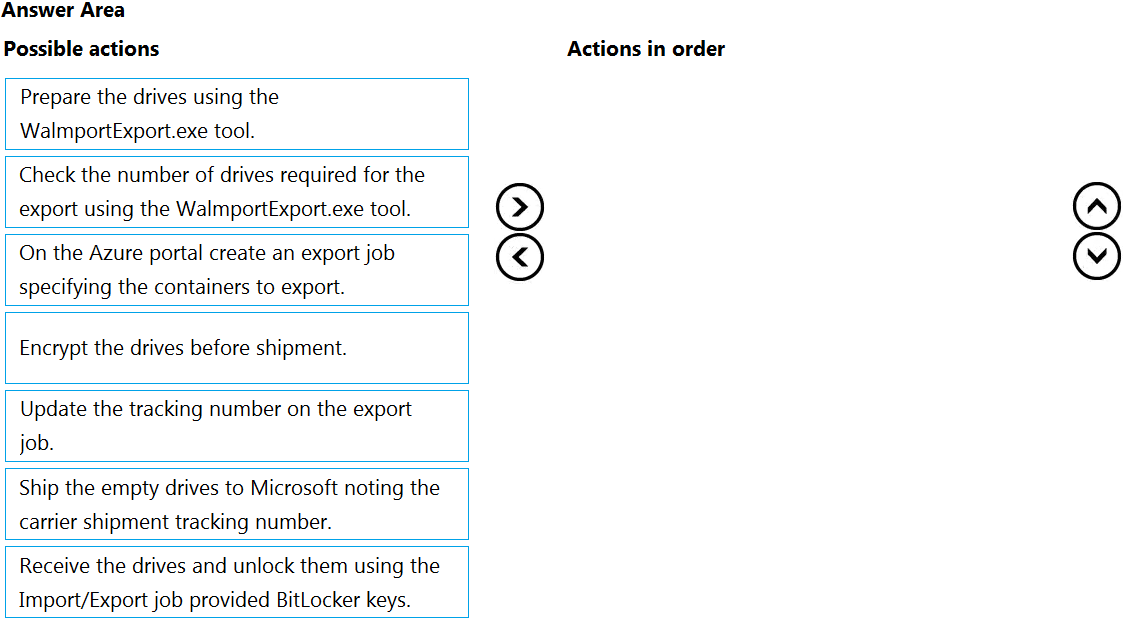 Answer Area
Possible actions
Actions in order
Prepare the drives using the
WalmportExport.exe tool.
Check the number of drives required for the
export using the WalmportExport.exe tool.
On the Azure portal create an export job
specifying the containers to export.
Encrypt the drives before shipment.
Update the tracking number on the export
job.
Ship the empty drives to Microsoft noting the
carrier shipment tracking number.
Receive the drives and unlock them using the
Import/Export job provided BitLocker keys.